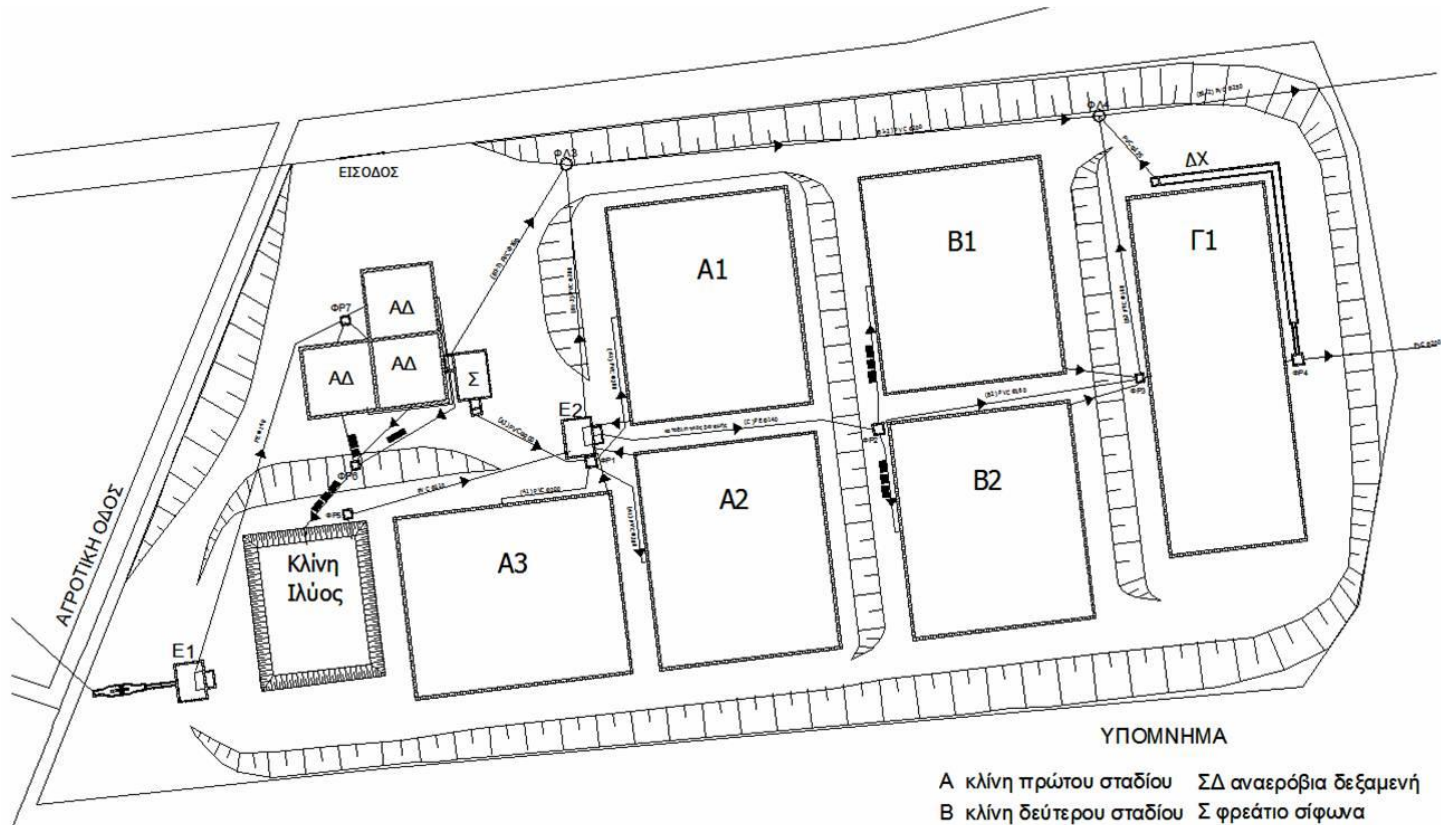 ΕΙΣΟΔΟΣ
ΦΛ3
ΦΛ4
ΔΧ
Α1
Β1
Γ1
ΦΡ7
ΑΔ
ΑΔ
ΑΔ
Σ
Ε2
ΦΡ1
ΦΡ2
ΦΡ3
ΦΡ4
ΦΡ6
ΦΡ5
Α2
Β2
Α3
Κλίνη
Ιλύος
ΑΓΡΟΤΙΚΗ ΟΔΟΣ
Ε1
ΥΠΟΜΝΗΜΑ
Α κλίνη πρώτου σταδίου ΣΔ αναερόβια δεξαμενή
Β κλίνη δεύτερου σταδίου Σ φρεάτιο σίφωνα